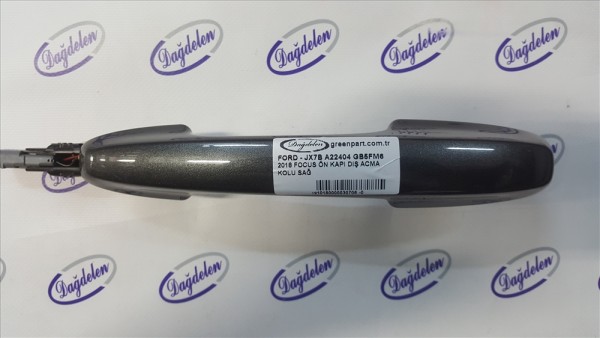 Dağdelen
Dağdelen
Dağdelen
Dağdelen
Dağdelen
Dağdelen greenpart.com.tr
FORD - JX7B A22404 GB5FM6
2018 FOCUS ÖN KAPI DIŞ AÇMA
KOLU SAĞ
Dağdelen
Dağdelen
Dağdelen
Dağdelen
Dağdelen